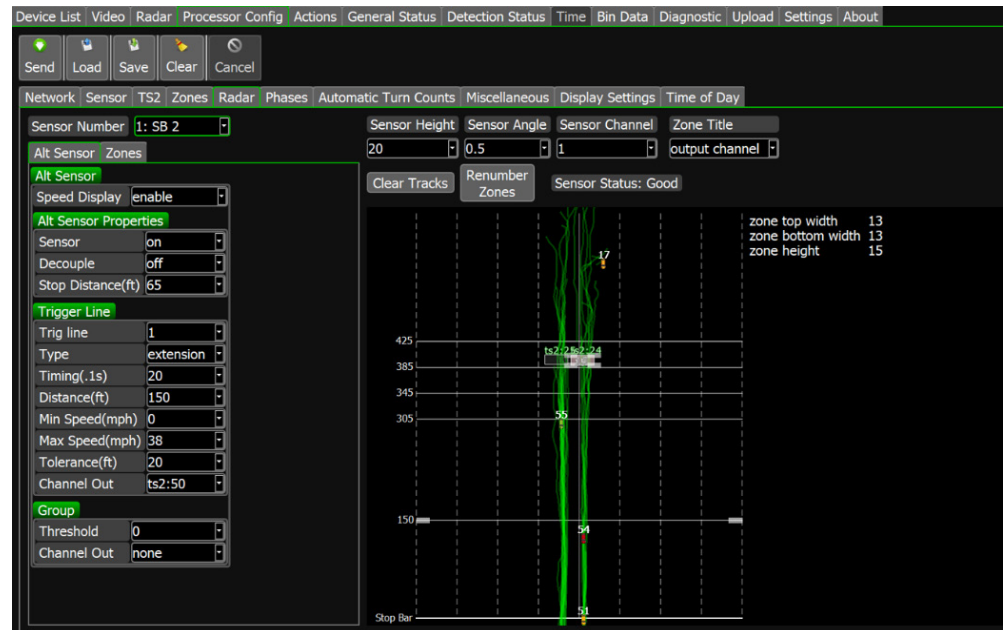 Device List Video Radar Processor Config Actions General Status Detection Status Time Bin Data Diagnostic Upload Settings About
Send Load Save Clear Cancel
Network Sensor TS2 Zones Radar Phases Automatic Turn Counts Miscellaneous Display Settings Time of Day
Sensor Number 1: SB 2
Alt Sensor Zones
Alt Sensor
Speed Display enable
Alt Sensor Properties
Sensor on
Decouple off
Stop Distance(ft) 65
Trigger Line
Trig line 1
Type extension
Timing(.1s) 20
Distance(ft) 150
Min Speed(mph) 0
Max Speed(mph) 38
Tolerance(ft) 20
Channel Out ts2:50
Group
Threshold 0
Channel Out none
Sensor Height Sensor Angle Sensor Channel Zone Title
20 0.5 1 output channel
Clear Tracks Renumber Zones Sensor Status: Good
zone top width 13
zone bottom width 13
zone height 15
17
425
ts2:24
385
345
305
55
150
54
51
Stop Bar